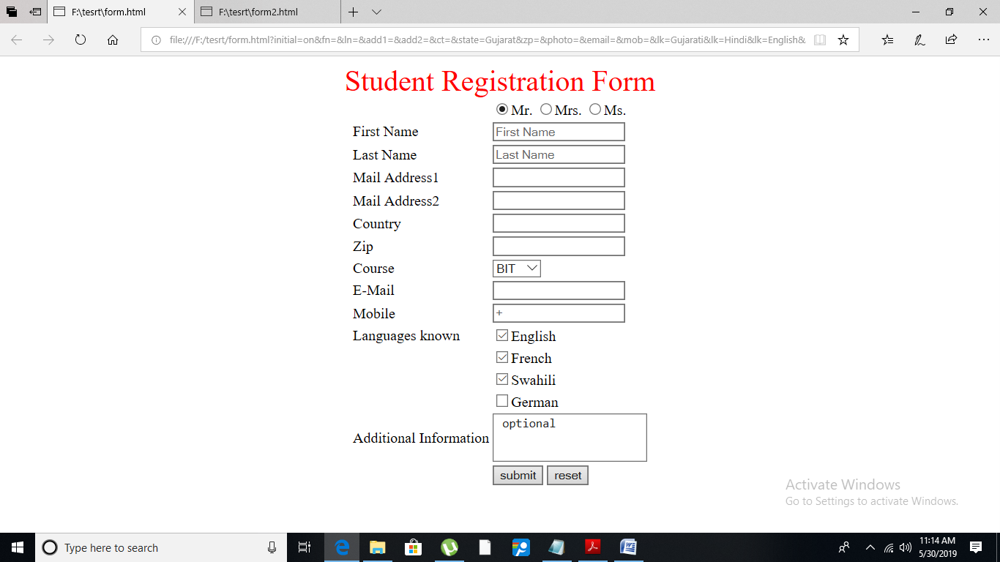 F:\tesrt\form.html F:\tesrt\form2.html
file:///F:/tesrt/form.html?initial=on&fn=&ln=&add1=&add2=&ct=&state=Gujarat&zp=&photo=&email=&mob=&lk=Gujarati&lk=Hindi&lk=English&
Student Registration Form
Mr. Mrs. Ms.
First Name First Name
Last Name Last Name
Mail Address1
Mail Address2
Country
Zip
Course BIT
E-Mail
Mobile +
Languages known English
French
Swahili
German
Additional Information optional
submit reset
Activate Windows
Go to Settings to activate Windows.
Type here to search
11:14 AM
5/30/2019